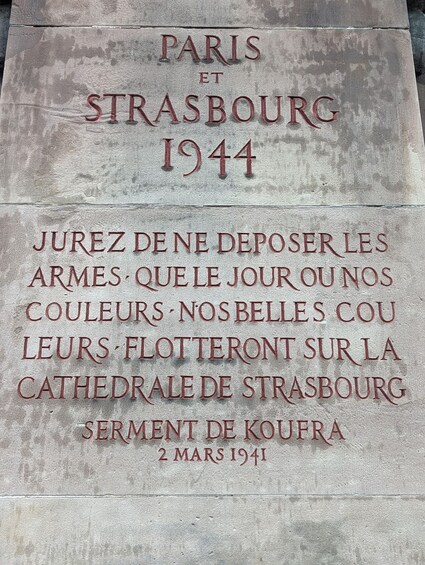 PARIS
ET
STRASBOURG
1944
JUREZ DE NE DEPOSER LES
ARMES · QUE LE JOUR OU NOS
COULEURS · NOS BELLES COU
LEURS · FLOTTERONT SUR LA
CATHEDRALE DE STRASBOURG
SERMENT DE KOUFRA
2 MARS 1941